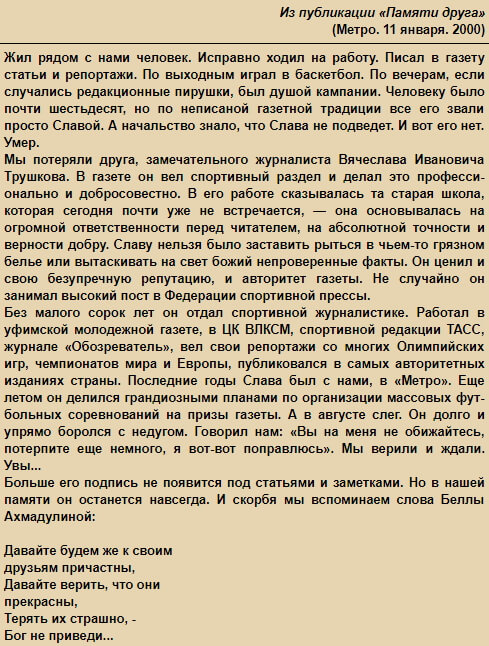 Из публикации «Памяти друга»
(Метро. 11 января. 2000)
Жил рядом с нами человек. Исправно ходил на работу. Писал в газету
статьи и репортажи. По выходным играл в баскетбол. По вечерам, если
случались редакционные пирушки, был душой кампании. Человеку было
почти шестьдесят, но по неписаной газетной традиции все его звали
просто Славой. А начальство знало, что Слава не подведет. И вот его нет.
Умер.
Мы потеряли друга, замечательного журналиста Вячеслава Ивановича
Трушкова. В газете он вел спортивный раздел и делал это професси-
онально и добросовестно. В его работе сказывалась та старая школа,
которая сегодня почти уже не встречается, — она основывалась на
огромной ответственности перед читателем, на абсолютной точности и
верности добру. Славу нельзя было заставить рыться в чьем-то грязном
белье или вытаскивать на свет божий непроверенные факты. Он ценил и
свою безупречную репутацию, и авторитет газеты. Не случайно он
занимал высокий пост в Федерации спортивной прессы.
Без малого сорок лет он отдал спортивной журналистике. Работал в
уфимской молодежной газете, в ЦК ВЛКСМ, спортивной редакции ТАСС,
журнале «Обозреватель», вел свои репортажи со многих Олимпийских
игр, чемпионатов мира и Европы, публиковался в самых авторитетных
изданиях страны. Последние годы Слава был с нами, в «Метро». Еще
летом он делился грандиозными планами по организации массовых фут-
больных соревнований на призы газеты. А в августе слег. Он долго и
упрямо боролся с недугом. Говорил нам: «Вы на меня не обижайтесь,
потерпите еще немного, я вот-вот поправлюсь». Мы верили и ждали.
Увы...
Больше его подпись не появится под статьями и заметками. Но в нашей
памяти он останется навсегда. И скорбя мы вспоминаем слова Беллы
Ахмадулиной:
Давайте будем же к своим
друзьям причастны,
Давайте верить, что они
прекрасны,
Терять их страшно, -
Бог не приведи...